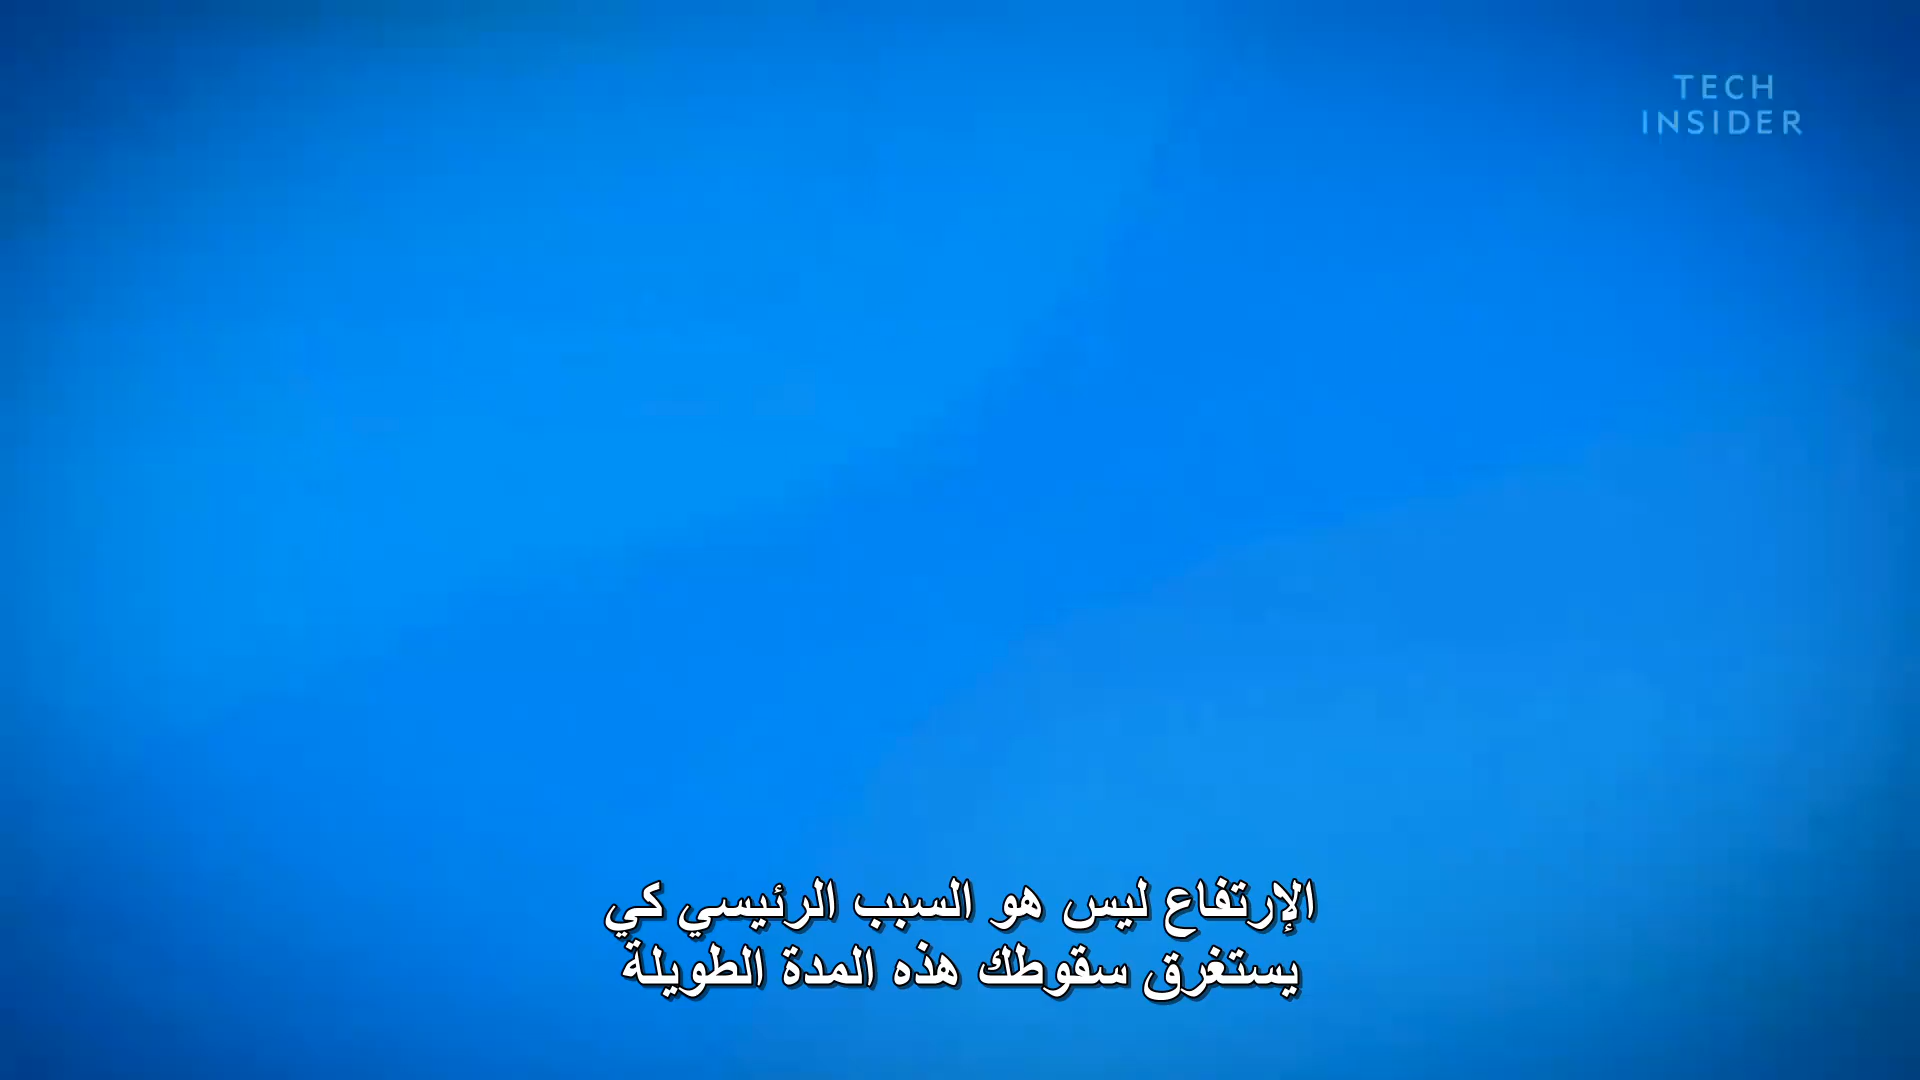 TECH
INSIDER
الإرتفاع ليس هو السبب الرئيسي كي
يستغرق سقوطك هذه المدة الطويلة